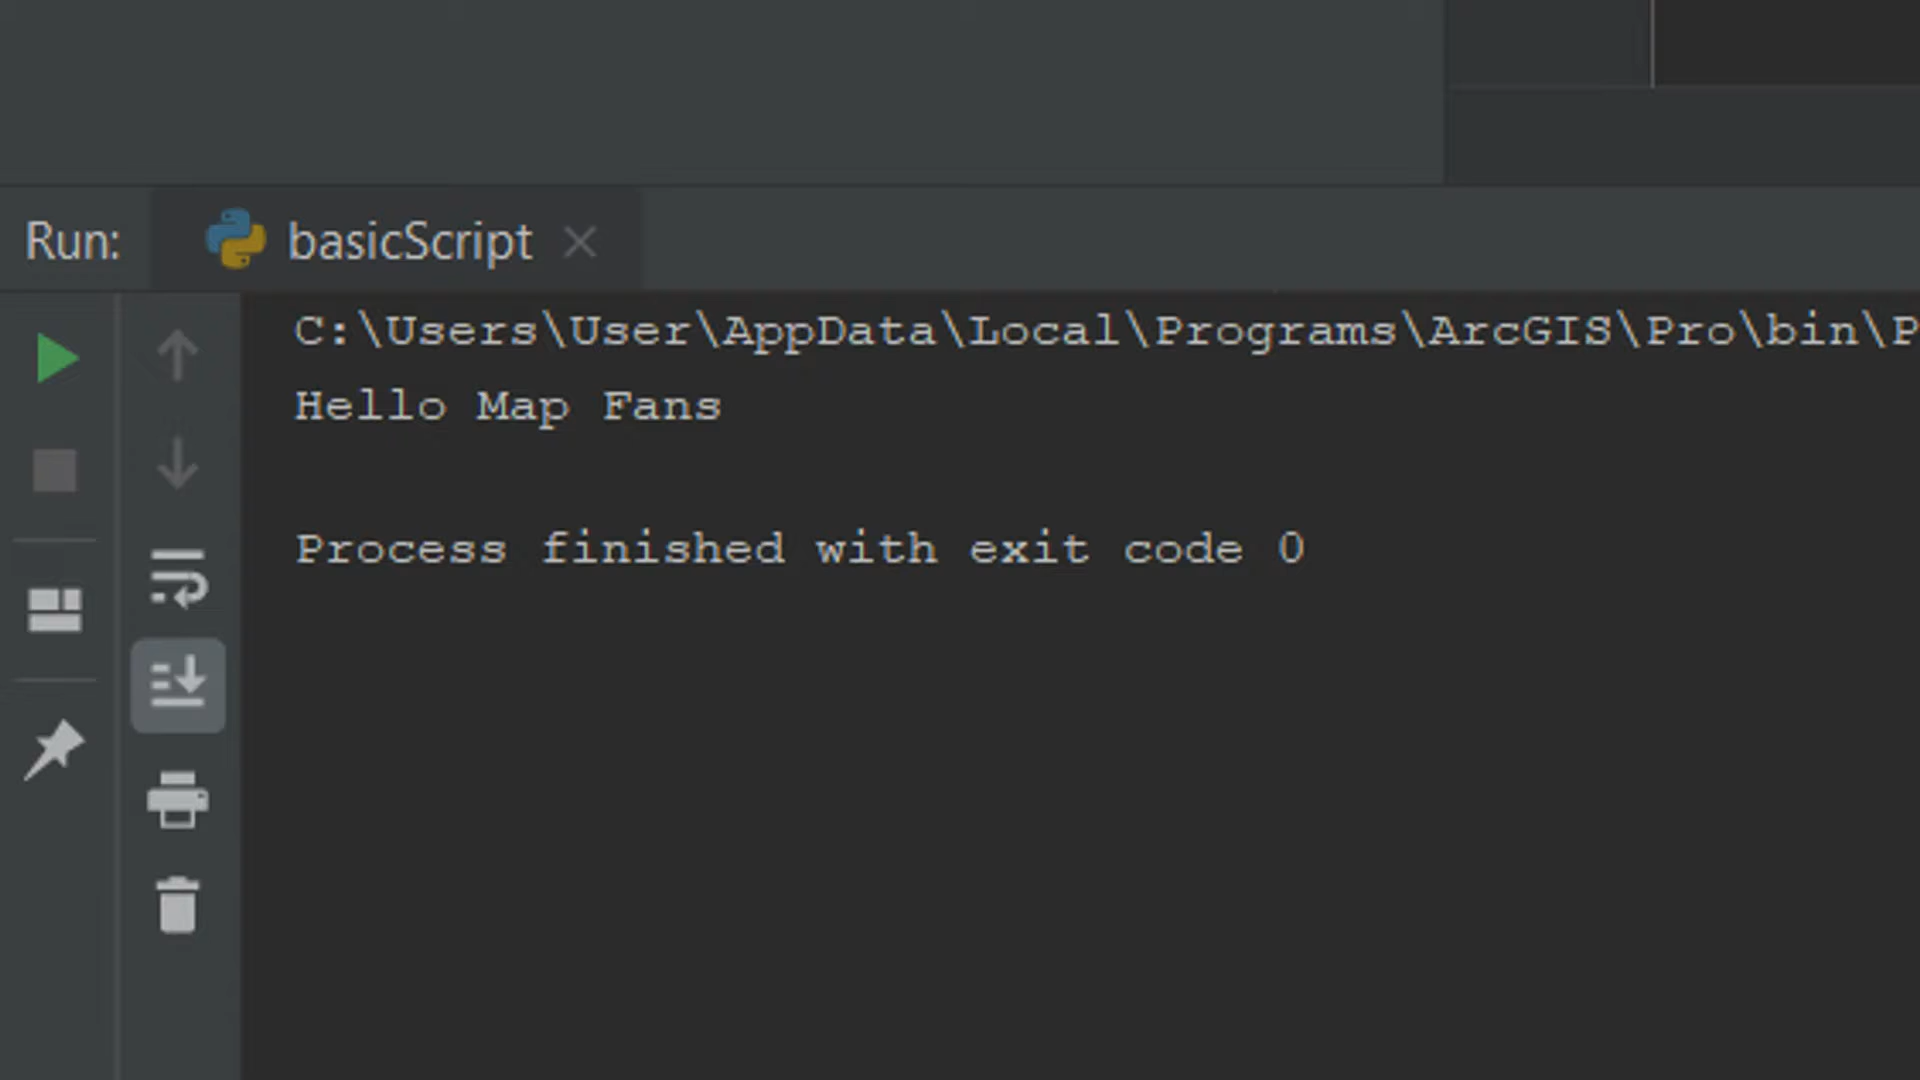 Run: basicScript
C:\Users\User\AppData\Local\Programs\ArcGIS\Pro\bin\P
Hello Map Fans
Process finished with exit code 0